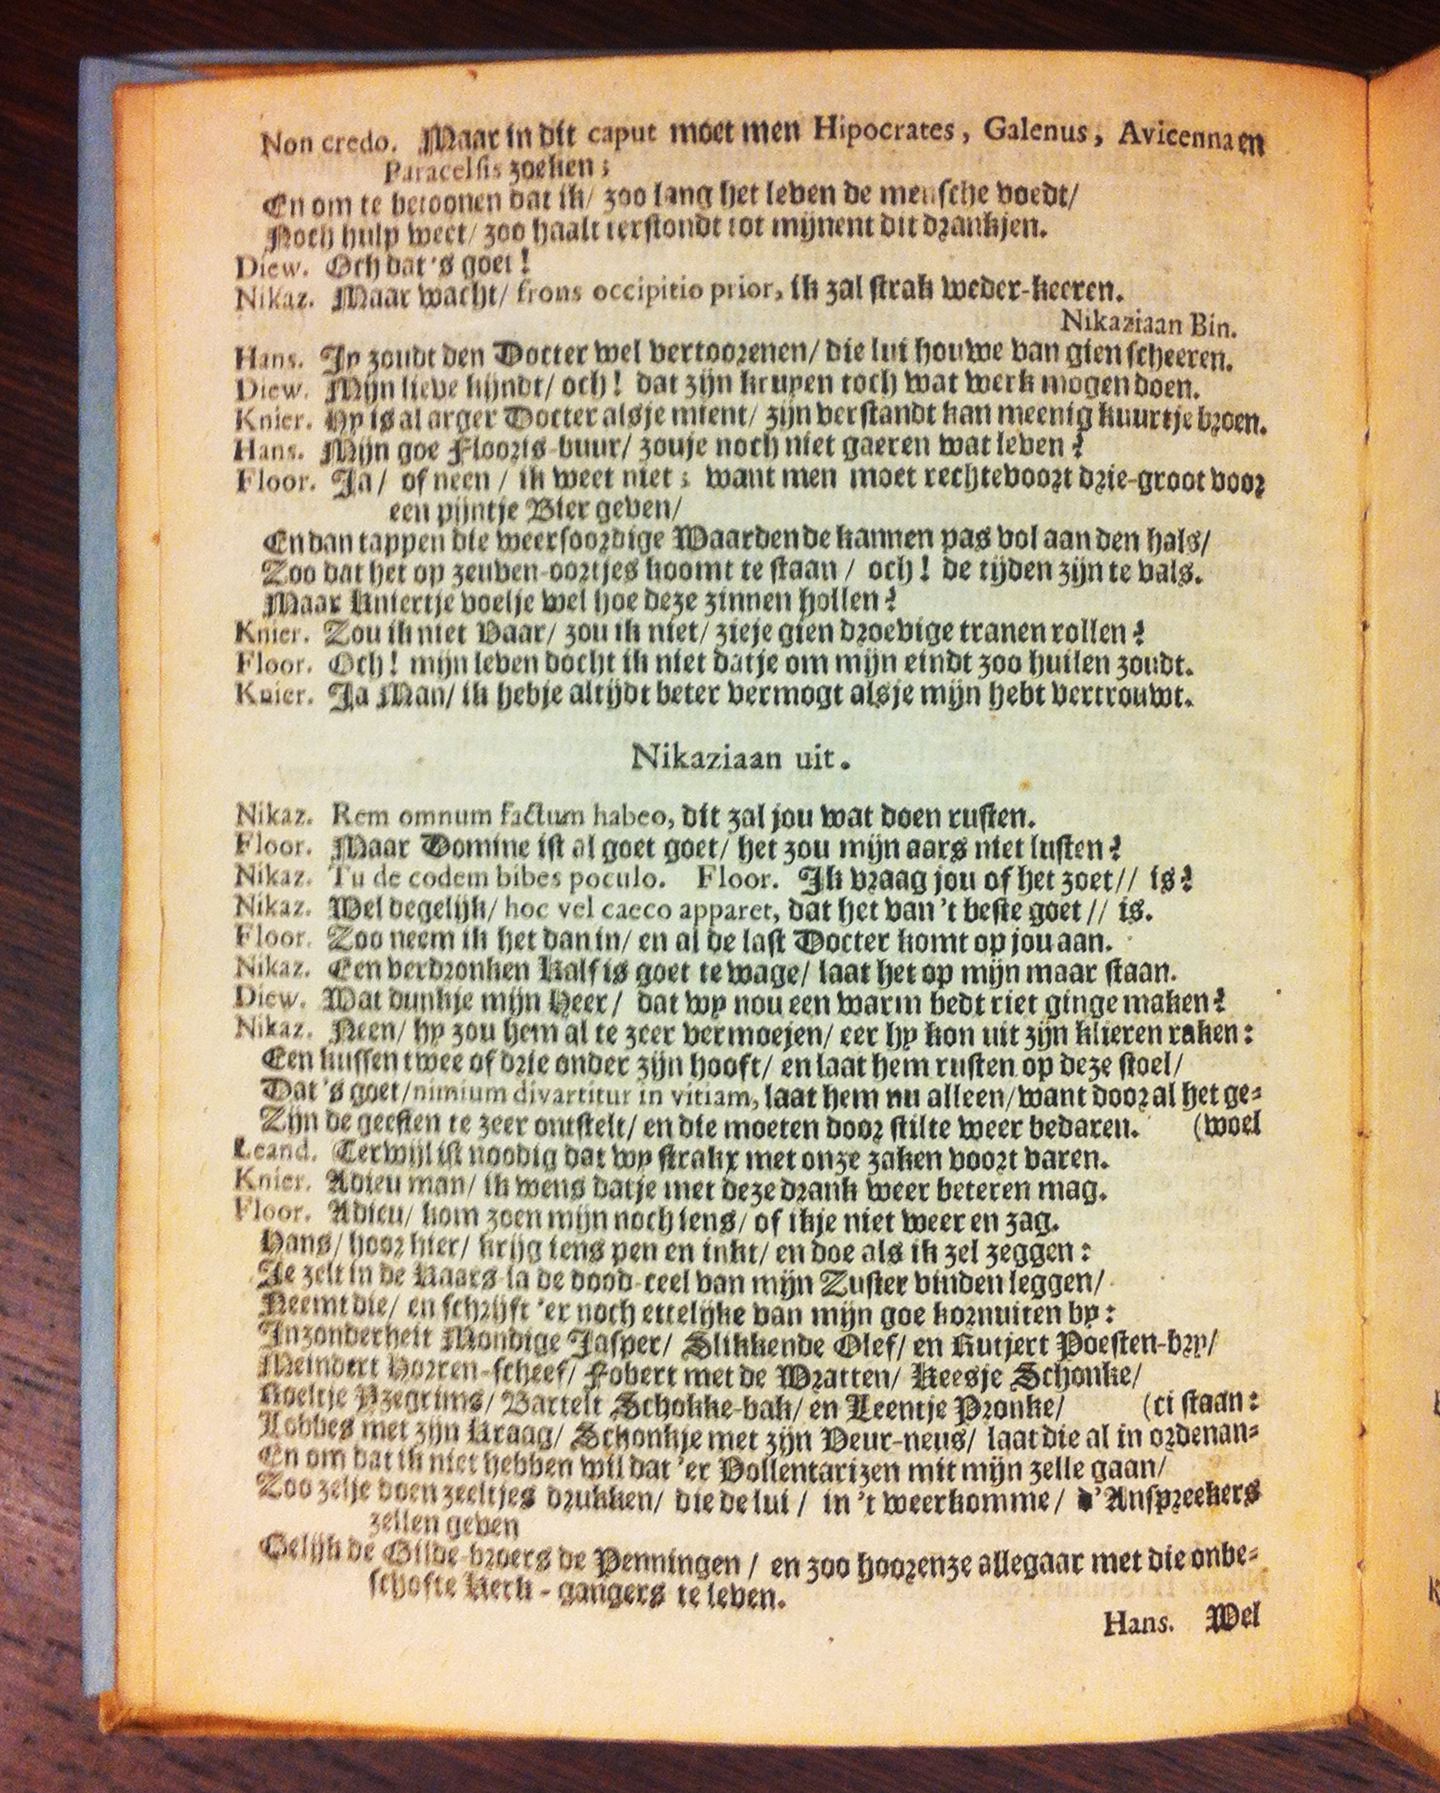 Non credo. Maar in dit caput moet men Hipocrates, Galenus, Avicenna en
Paracelsis zoeken;
En om te betoonen dat ik/ zoo lang het leven de mensche voedt/
Noch hulp weet/ zoo haalt terstondt tot mijnent dit drankjen.
Diew. Och dat 's goet!
Nikaz. Maar wacht/ frons occipitio prior, ik zal strak weder-keeren.
Nikaziaan Bin.
Hans. Jy zoudt den Docter wel vertoorenen/ die lui houwe van gien scheeren.
Diew. Mijn lieve kijndt/ och! dat zijn kruyen toch wat werk mogen doen.
Knier. Hy is al arger Docter alsje mient/ zijn verstandt kan meenig kuurtje broen.
Hans. Mijn goe Flooris-buur/ zouje noch niet gaeren wat leven?
Floor. Ja/ of neen/ ik weet niet; want men moet rechtevoort drie-groot voor
een pijntje Bier geven/
En dan tappen die weersoordige Waarden de kannen pas vol aan den hals/
Zoo dat het op zeuven-oortjes koomt te staan/ och! de tijden zijn te vals.
Maar Kniertje voelje wel hoe deze zinnen hollen?
Knier. Zou ik niet Vaar/ zou ik niet/ zieje gien droevige tranen rollen?
Floor. Och! mijn leven docht ik niet datje om mijn eindt zoo huilen zoudt.
Knier. Ja Man/ ik hebje altijdt beter vermogt alsje mijn hebt vertrouwt.
Nikaziaan uit.
Nikaz. Rem omnum factum habeo, dit zal jou wat doen rusten.
Floor. Maar Domine ist al goet goet/ het zou mijn aars niet lusten?
Nikaz. Tu de codem bibes poculo. Floor. Ik vraag jou of het zoet// is?
Nikaz. Wel degelijk/ hoc vel caeco apparet, dat het van 't beste goet// is.
Floor. Zoo neem ik het dan in/ en al de last Docter komt op jou aan.
Nikaz. Een verdronken Kalf is goet te wage/ laat het op mijn maar staan.
Diew. Wat dunkje mijn Heer/ dat wy nou een warm bedt riet ginge maken?
Nikaz. Neen/ hy zou hem al te zeer vermoejen/ eer hy kon uit zijn klieren raken:
Een kussen twee of drie onder zijn hooft/ en laat hem rusten op deze stoel/
Dat 's goet/ nimium divartitur in vitiam, laat hem nu alleen/ want door al het ge-
Zijn de geesten te zeer ontstelt/ en die moeten door stilte weer bedaren. (woel
Leand. Terwijl ist noodig dat wy strakx met onze zaken voort varen.
Knier. Adieu man/ ik wens datje met deze drank weer beteren mag.
Floor. Adieu/ kom zoen mijn noch iens/ of ikje niet weer en zag.
Hans/ hoor hier/ krijg iens pen en inkt/ en doe als ik zel zeggen:
Je zelt in de Kaars-la de dood-ceel van mijn Zuster vinden leggen/
Neemt die/ en schrijft 'er noch ettelijke van mijn goe kornuiten by:
Inzonderheit Mondige Jasper/ Slikkende Olef/ en Kutjert Poesten-bry/
Meindert Horren-scheef/ Fobert met de Wratten/ Keesje Schonke/
Roeltje Yzegrims/ Bartelt Schokke-bak/ en Leentje Pronke/ (ti staan:
Lobbes met zijn Kraag/ Schonkje met zijn Deur-neus/ laat die al in ordenan-
En om dat ik niet hebben wil dat 'er Vollentarizen mit mijn zelle gaan/
Zoo zelje doen zeeltjes drukken/ die de lui/ in 't weerkomme/ d'Anspreekers
zellen geven
Gelijk de Gilde-broers de Penningen/ en zoo hoorenze allegaar met die onbe-
schofte Kerk-gangers te leven.
Hans. Wel